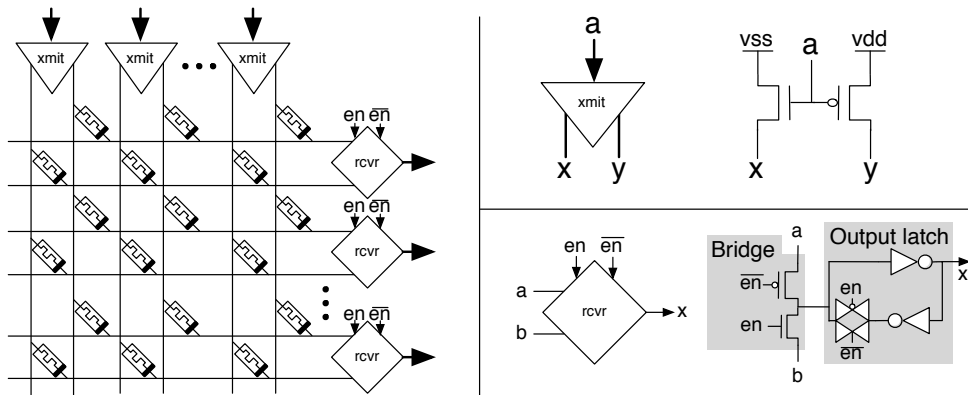 xmit xmit xmit
en en
rcvr
en en
rcvr
en en
rcvr
a
xmit
x y
vss a vdd
x y
en en
a
b
rcvr
x
Bridge
a
en
en
b
Output latch
en
en
x